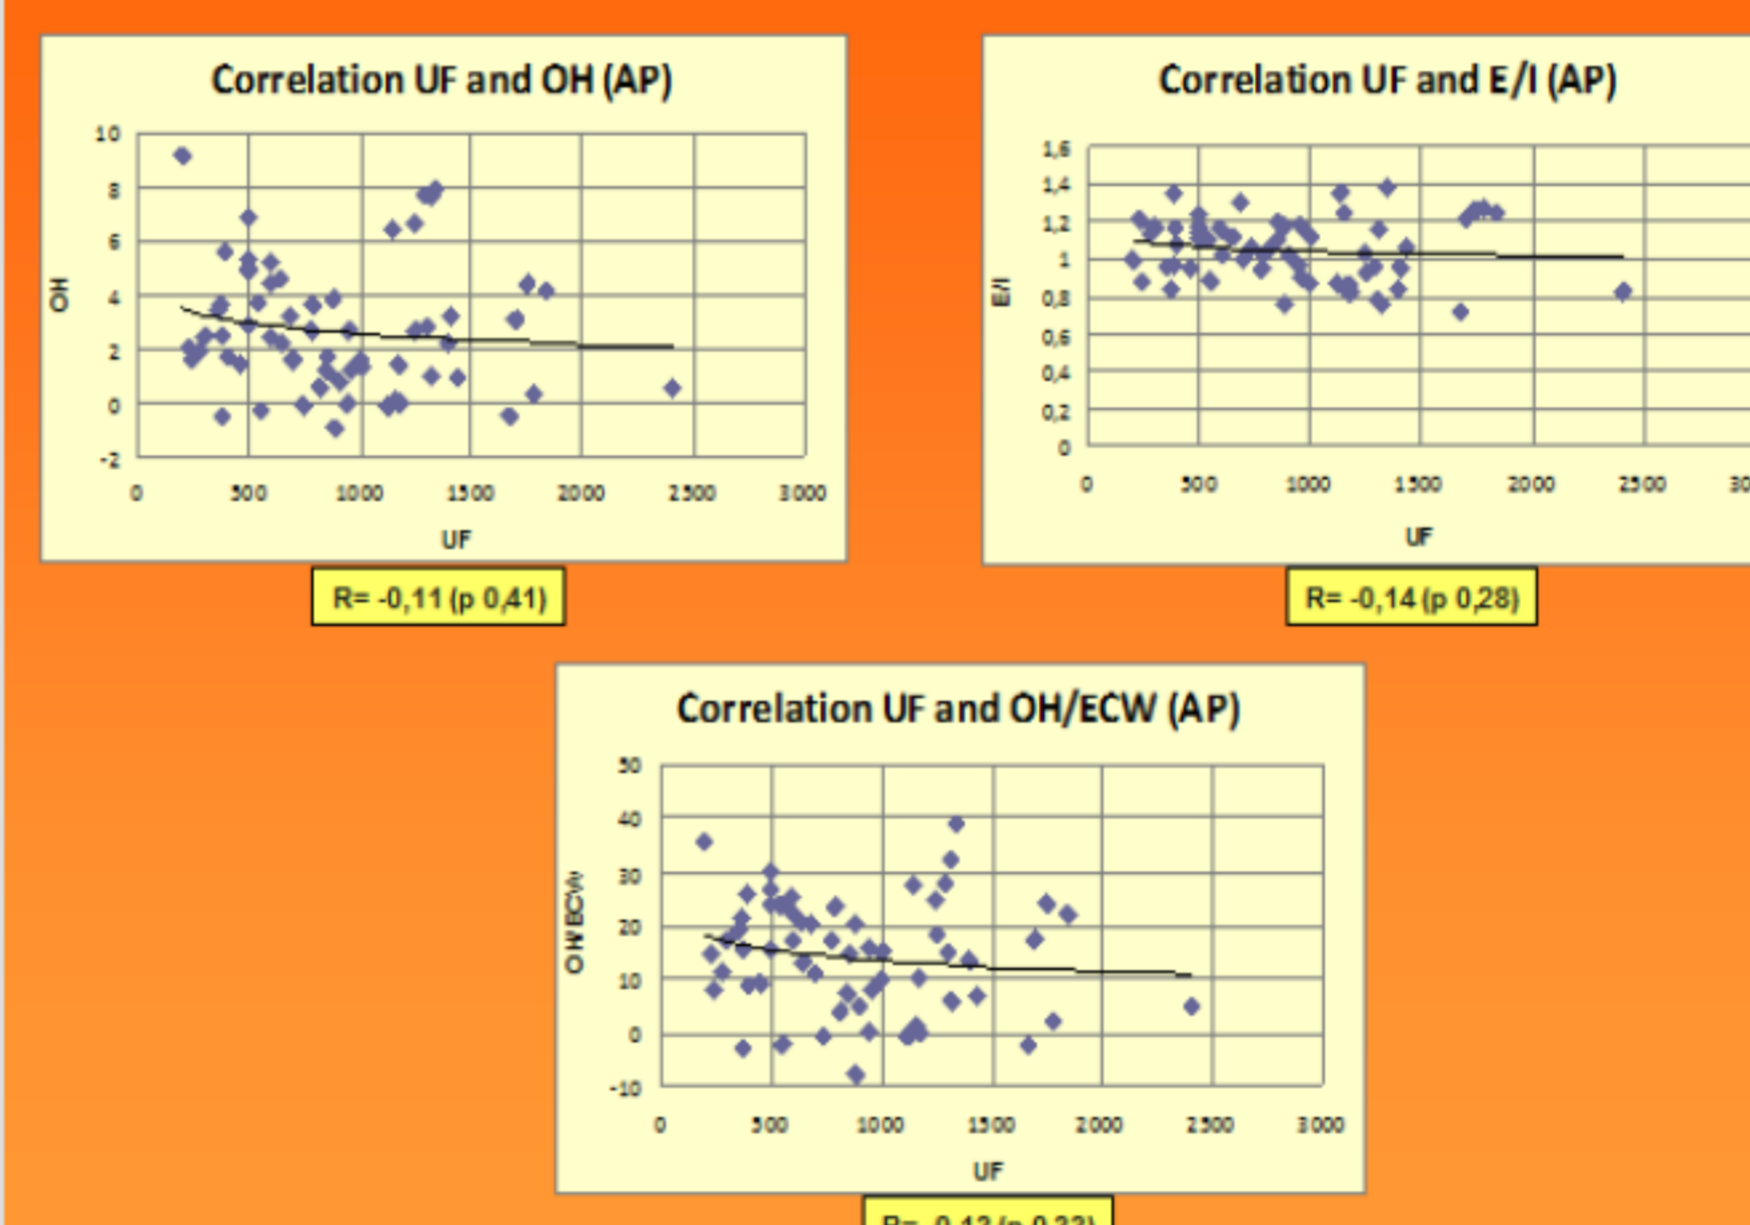 Correlation UF and OH (AP)
10
8
6
4
2
0
-2
OH
0 500 1000 1500 2000 2500 3000
UF
R= -0,11 (p 0,41)
Correlation UF and E/I (AP)
1,6
1,4
1,2
1
0,8
0,6
0,4
0,2
0
E/I
0 500 1000 1500 2000 2500
UF
R= -0,14 (p 0,28)
Correlation UF and OH/ECW (AP)
50
40
30
20
10
0
-10
OH/ECW
0 500 1000 1500 2000 2500 3000
UF